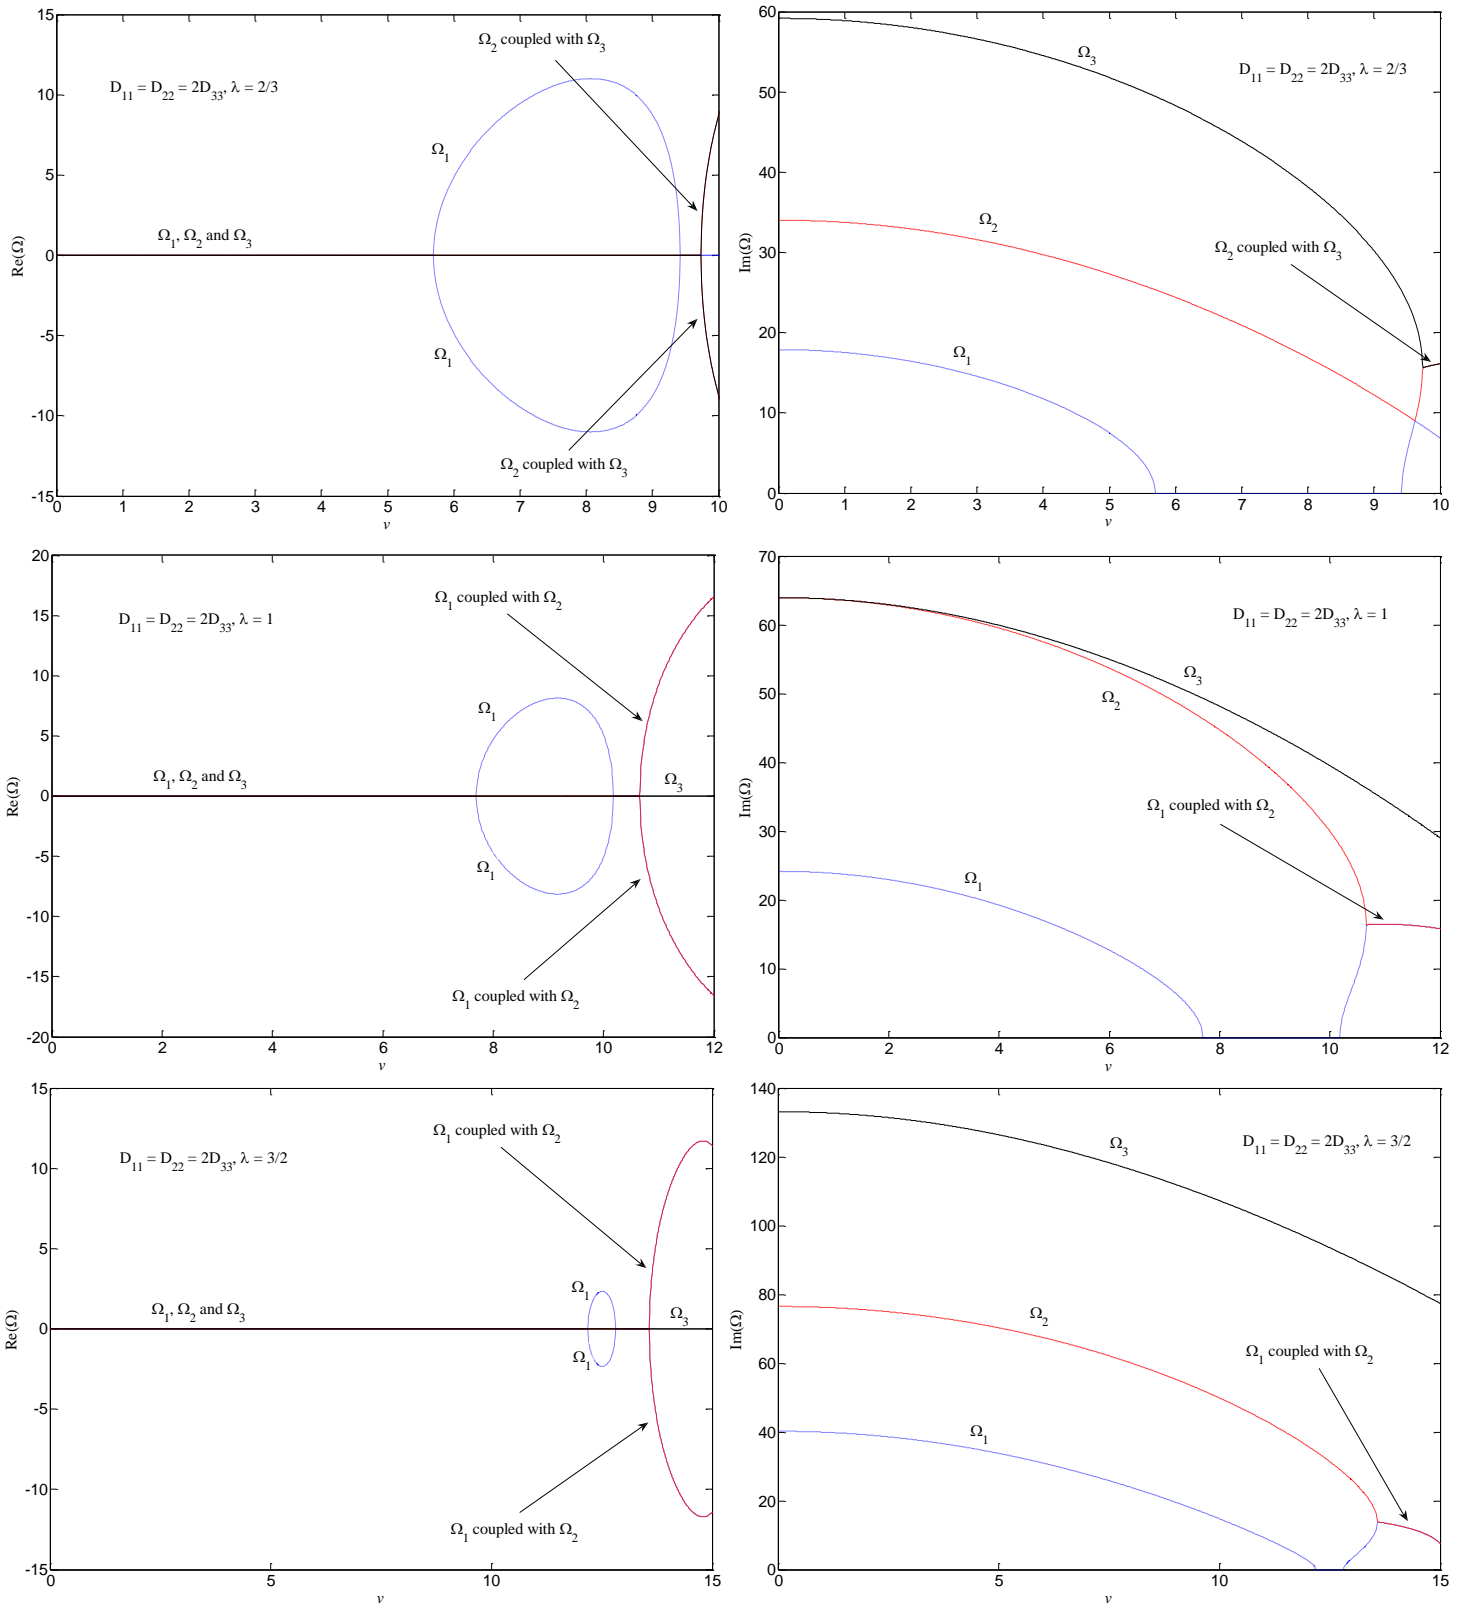 15
10
5
0
-5
-10
-15
Re(Ω)
D11 = D22 = 2D33, λ = 2/3
Ω2 coupled with Ω3
Ω1
Ω1, Ω2 and Ω3
Ω1
Ω2 coupled with Ω3
0 1 2 3 4 5 6 7 8 9 10
v
60
50
40
30
20
10
0
Im(Ω)
Ω3
D11 = D22 = 2D33, λ = 2/3
Ω2
Ω2 coupled with Ω3
Ω1
0 1 2 3 4 5 6 7 8 9 10
v
20
15
10
5
0
-5
-10
-15
-20
Re(Ω)
Ω1 coupled with Ω2
D11 = D22 = 2D33, λ = 1
Ω1
Ω1, Ω2 and Ω3
Ω3
Ω1
Ω1 coupled with Ω2
0 2 4 6 8 10 12
v
70
60
50
40
30
20
10
0
Im(Ω)
D11 = D22 = 2D33, λ = 1
Ω3
Ω2
Ω1 coupled with Ω2
Ω1
0 2 4 6 8 10 12
v
15
10
5
0
-5
-10
-15
Re(Ω)
Ω1 coupled with Ω2
D11 = D22 = 2D33, λ = 3/2
Ω1
Ω1, Ω2 and Ω3
Ω3
Ω1
Ω1 coupled with Ω2
0 5 10 15
v
140
120
100
80
60
40
20
0
Im(Ω)
Ω3
D11 = D22 = 2D33, λ = 3/2
Ω2
Ω1 coupled with Ω2
Ω1
0 5 10 15
v